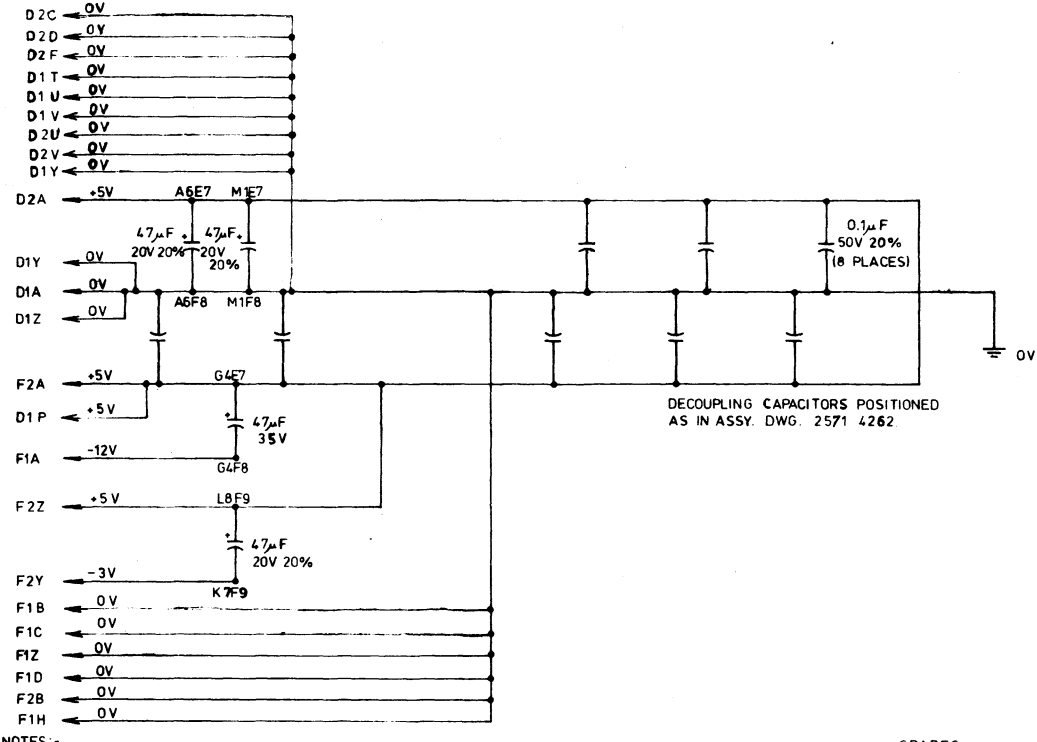 D2C 0V
D2D 0V
D2F 0V
D1T 0V
D1U 0V
D1V 0V
D2U 0V
D2V 0V
D1Y 0V
D2A +5V A6E7 M1E7
47µF + 47µF +
20V 20% 20V
20%
0.1µF
50V 20%
(8 PLACES)
D1Y 0V
D1A 0V A6F8 M1F8
D1Z 0V
0V
F2A +5V G4E7
D1P +5V
+ 47µF
35V
DECOUPLING CAPACITORS POSITIONED
AS IN ASSY. DWG. 2571 4262.
F1A -12V G4F8
F2Z +5V L8F9
+ 47µF
20V 20%
F2Y -3V K7F9
F1B 0V
F1C 0V
F1Z 0V
F1D 0V
F2B 0V
F1H 0V
NOTES:-